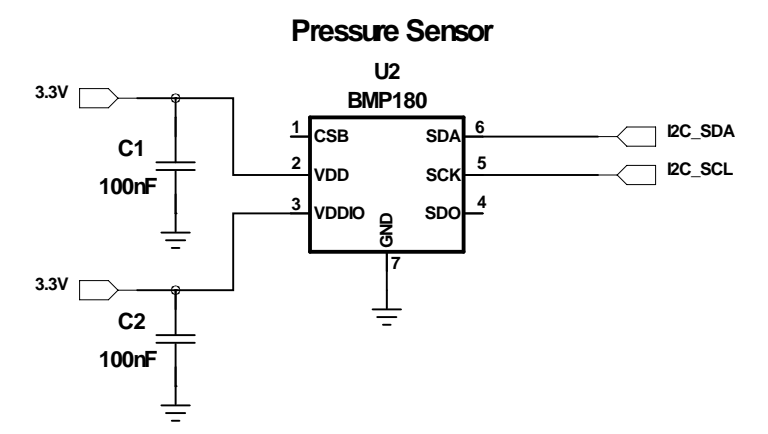 Pressure Sensor
U2
BMP180
3.3V
C1
100nF
1 CSB
2 VDD
3 VDDIO
SDA 6
SCK 5
SDO 4
GND
7
I2C_SDA
I2C_SCL
3.3V
C2
100nF